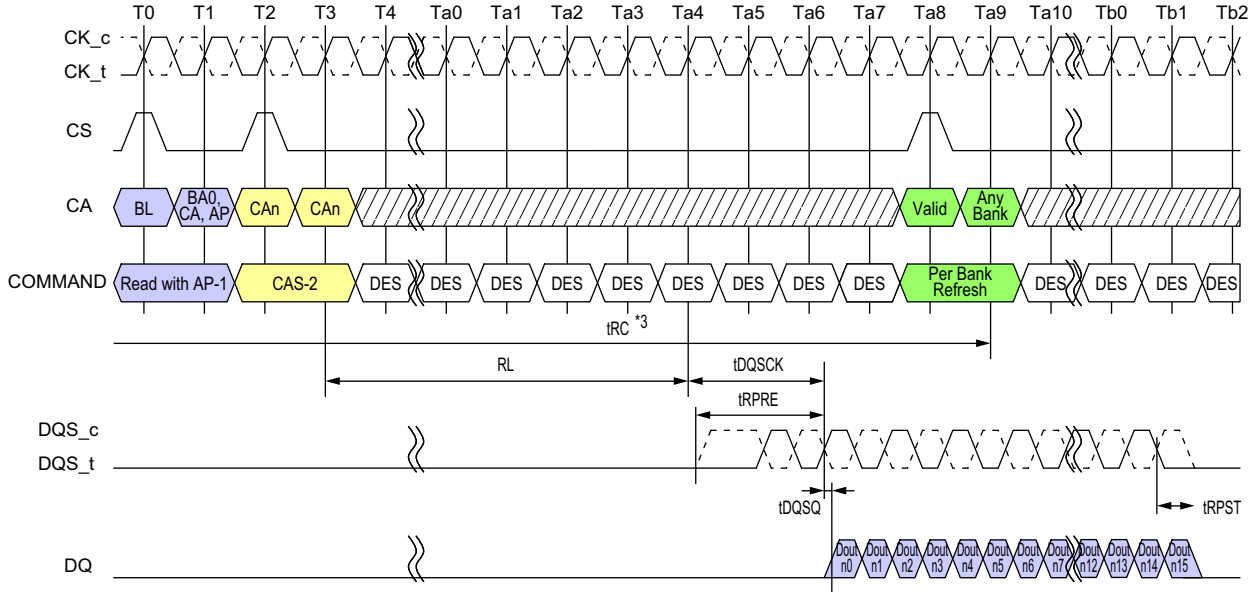 T0 T1 T2 T3 T4 Ta0 Ta1 Ta2 Ta3 Ta4 Ta5 Ta6 Ta7 Ta8 Ta9 Ta10 Tb0 Tb1 Tb2
CK_c
CK_t
CS
CA BL BA0, CA, AP CAn CAn Valid Any Bank
COMMAND Read with AP-1 CAS-2 DES DES DES DES DES DES DES DES DES Per Bank Refresh DES DES DES DES
tRC *3
RL tDQSCK
tRPRE
DQS_c
DQS_t
tDQSQ tRPST
DQ Dout n0 Dout n1 Dout n2 Dout n3 Dout n4 Dout n5 Dout n6 Dout n7 Dout n12 Dout n13 Dout n14 Dout n15